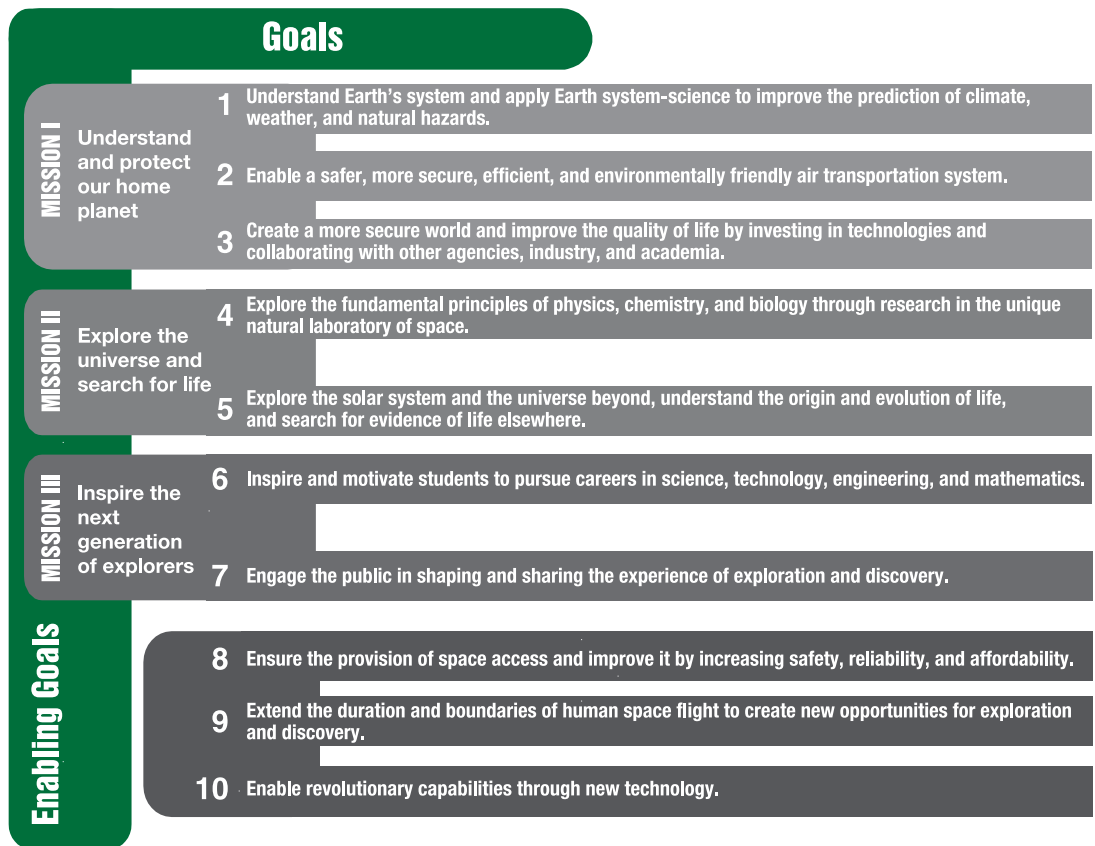 Goals
MISSION I
Understand
and protect
our home
planet
1 Understand Earth's system and apply Earth system-science to improve the prediction of climate,
weather, and natural hazards.
2 Enable a safer, more secure, efficient, and environmentally friendly air transportation system.
3 Create a more secure world and improve the quality of life by investing in technologies and
collaborating with other agencies, industry, and academia.
MISSION II
Explore the
universe and
search for life
4 Explore the fundamental principles of physics, chemistry, and biology through research in the unique
natural laboratory of space.
5 Explore the solar system and the universe beyond, understand the origin and evolution of life,
and search for evidence of life elsewhere.
MISSION III
Inspire the
next
generation
of explorers
6 Inspire and motivate students to pursue careers in science, technology, engineering, and mathematics.
7 Engage the public in shaping and sharing the experience of exploration and discovery.
Enabling Goals
8 Ensure the provision of space access and improve it by increasing safety, reliability, and affordability.
9 Extend the duration and boundaries of human space flight to create new opportunities for exploration
and discovery.
10 Enable revolutionary capabilities through new technology.